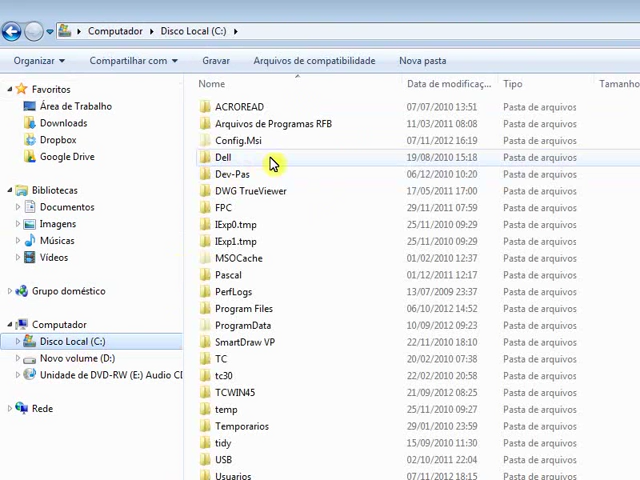 Computador ▸ Disco Local (C:) ▸
Organizar ▾ Compartilhar com ▾ Gravar Arquivos de compatibilidade Nova pasta
Favoritos
Área de Trabalho
Downloads
Dropbox
Google Drive
Bibliotecas
Documentos
Imagens
Músicas
Vídeos
Grupo doméstico
Computador
Disco Local (C:)
Novo volume (D:)
Unidade de DVD-RW (E:) Audio CD
Rede
Nome Data de modificaç... Tipo Tamanho
ACROREAD 07/07/2010 13:51 Pasta de arquivos
Arquivos de Programas RFB 11/03/2011 08:08 Pasta de arquivos
Config.Msi 07/11/2012 16:19 Pasta de arquivos
Dell 19/08/2010 15:18 Pasta de arquivos
Dev-Pas 06/12/2010 10:20 Pasta de arquivos
DWG TrueViewer 17/05/2011 17:00 Pasta de arquivos
FPC 29/11/2011 07:59 Pasta de arquivos
IExp0.tmp 25/11/2010 09:29 Pasta de arquivos
IExp1.tmp 25/11/2010 09:29 Pasta de arquivos
MSOCache 01/02/2010 12:37 Pasta de arquivos
Pascal 01/12/2011 12:17 Pasta de arquivos
PerfLogs 13/07/2009 23:37 Pasta de arquivos
Program Files 06/10/2012 14:52 Pasta de arquivos
ProgramData 10/09/2012 09:23 Pasta de arquivos
SmartDraw VP 22/11/2010 18:10 Pasta de arquivos
TC 20/02/2010 07:38 Pasta de arquivos
tc30 22/02/2010 20:58 Pasta de arquivos
TCWIN45 21/09/2012 08:25 Pasta de arquivos
temp 25/11/2010 09:27 Pasta de arquivos
Temporarios 29/01/2010 23:59 Pasta de arquivos
tidy 15/09/2010 11:30 Pasta de arquivos
USB 02/10/2011 22:04 Pasta de arquivos
Usuarios 07/11/2012 18:15 Pasta de arquivos